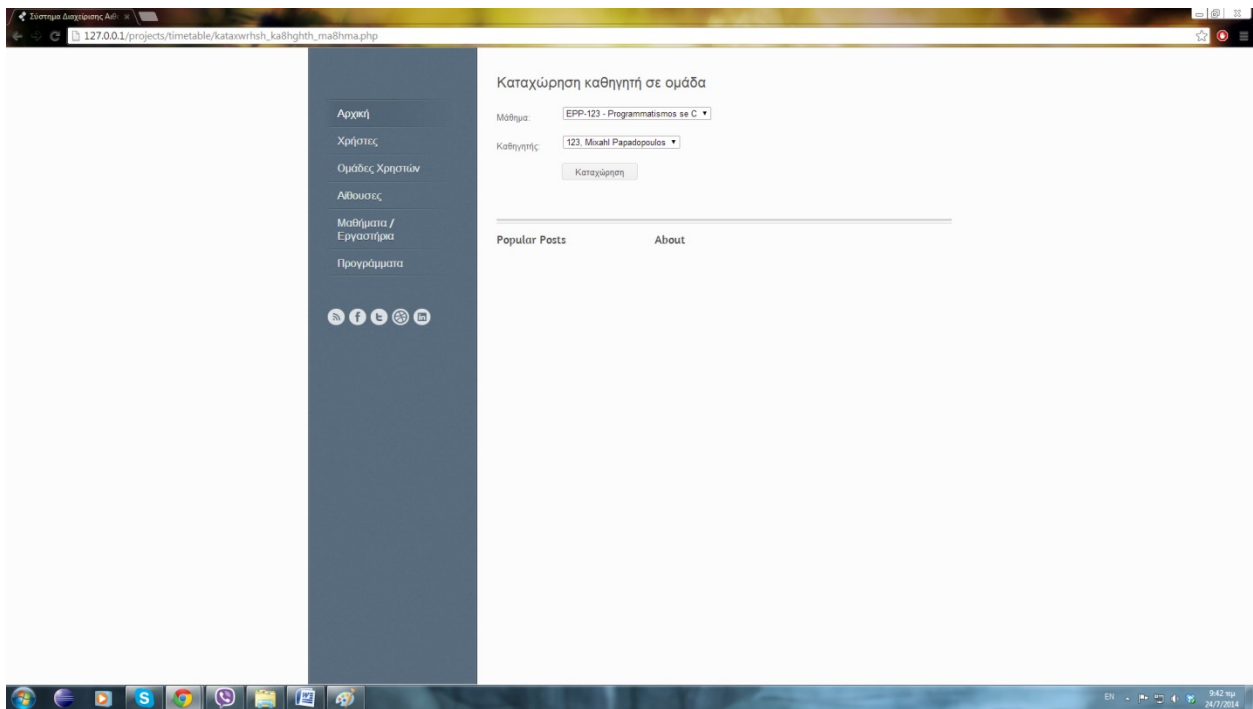 Σύστημα Διαχείρισης Αιθ
127.0.0.1/projects/timetable/kataxwrhsh_ka8hghth_ma8hma.php
Αρχική
Χρήστες
Ομάδες Χρηστών
Αίθουσες
Μαθήματα /
Εργαστήρια
Προγράμματα
Καταχώρηση καθηγητή σε ομάδα
Μάθημα:
EPP-123 - Programmatismos se C
Καθηγητής:
123, Mixahl Papadopoulos
Καταχώρηση
Popular Posts
About
EN
9:42 πμ
24/7/2014